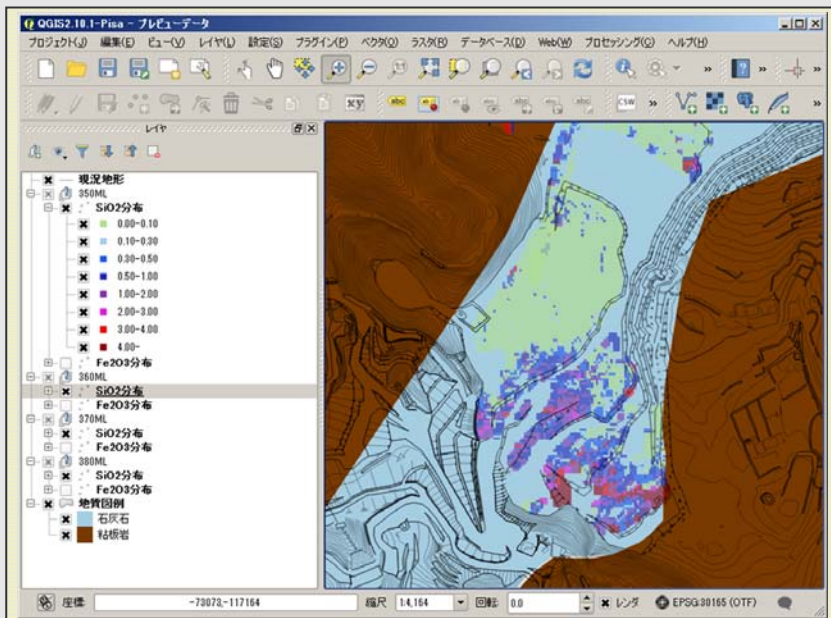 QGIS2.10.1-Pisa - プレビューデータ
プロジェクト(J) 編集(E) ビュー(V) レイヤ(L) 設定(S) プラグイン(P) ベクタ(O) ラスタ(R) データベース(D) Web(W) プロセッシング(C) ヘルプ(H)
abc
CSW
レイヤ
現況地形
350ML
SiO2分布
0.00-0.10
0.10-0.30
0.30-0.50
0.50-1.00
1.00-2.00
2.00-3.00
3.00-4.00
4.00-
Fe2O3分布
360ML
SiO2分布
Fe2O3分布
370ML
SiO2分布
Fe2O3分布
380ML
SiO2分布
Fe2O3分布
地質図例
石灰石
粘板岩
座標: -73073,-117164 縮尺 1:4,164 回転: 0.0 レンダ EPSG:30165 (OTF)